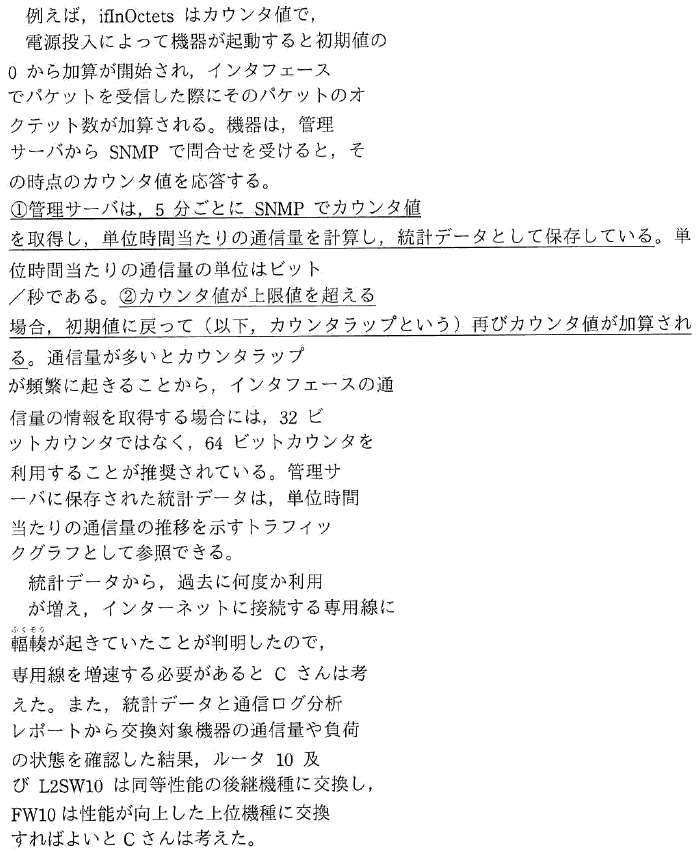 例えば，ifInOctets はカウンタ値で，
電源投入によって機器が起動すると初期値の
0 から加算が開始され，インタフェース
でパケットを受信した際にそのパケットのオ
クテット数が加算される。機器は，管理
サーバから SNMP で問合せを受けると，そ
の時点のカウンタ値を応答する。
①管理サーバは，5 分ごとに SNMP でカウンタ値
を取得し，単位時間当たりの通信量を計算し，統計データとして保存している。単
位時間当たりの通信量の単位はビット
／秒である。②カウンタ値が上限値を超える
場合，初期値に戻って（以下，カウンタラップという）再びカウンタ値が加算され
る。通信量が多いとカウンタラップ
が頻繁に起きることから，インタフェースの通
信量の情報を取得する場合には，32 ビ
ットカウンタではなく，64 ビットカウンタを
利用することが推奨されている。管理サ
ーバに保存された統計データは，単位時間
当たりの通信量の推移を示すトラフィッ
クグラフとして参照できる。
統計データから，過去に何度か利用
が増え，インターネットに接続する専用線に
ふくそう
輻輳が起きていたことが判明したので，
専用線を増速する必要があると C さんは考
えた。また，統計データと通信ログ分析
レポートから交換対象機器の通信量や負荷
の状態を確認した結果，ルータ 10 及
び L2SW10 は同等性能の後継機種に交換し，
FW10 は性能が向上した上位機種に交換
すればよいと C さんは考えた。